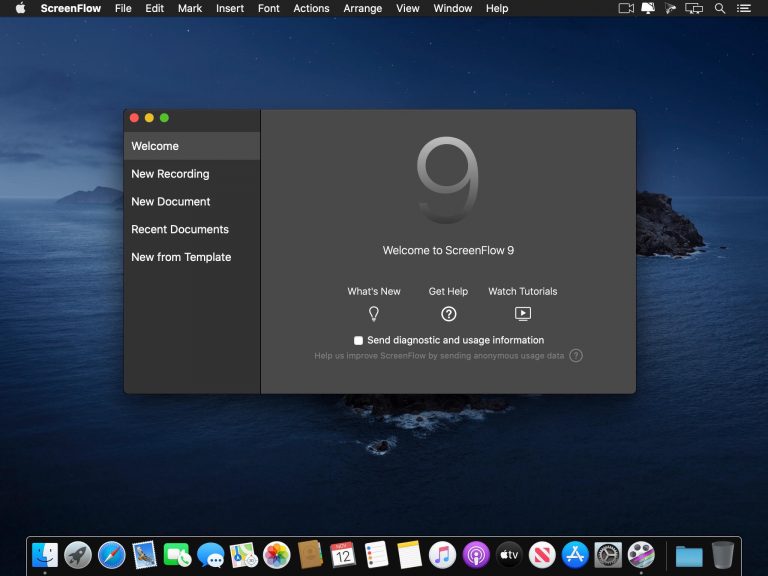 ScreenFlow File Edit Mark Insert Font Actions Arrange View Window Help
Welcome
New Recording
New Document
Recent Documents
New from Template
9
Welcome to ScreenFlow 9
What's New Get Help Watch Tutorials
?
Send diagnostic and usage information
Help us improve ScreenFlow by sending anonymous usage data ?
NOV
12
tv